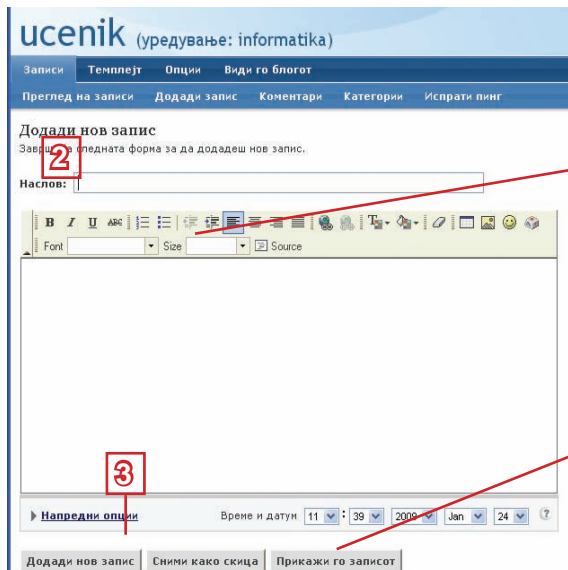 ucenik (уредување: informatika)
Записи Темплејт Опции Види го блогот
Преглед на записи Додади запис Коментари Категории Испрати пинг
Додади нов запис
следната форма за да додадеш нов запис.
2
Наслов:
B I U ABC
Font Size Source
3
Напредни опции Време и датум 11 : 39 2009 Jan 24 ?
Додади нов запис Сними како скица Прикажи го записот